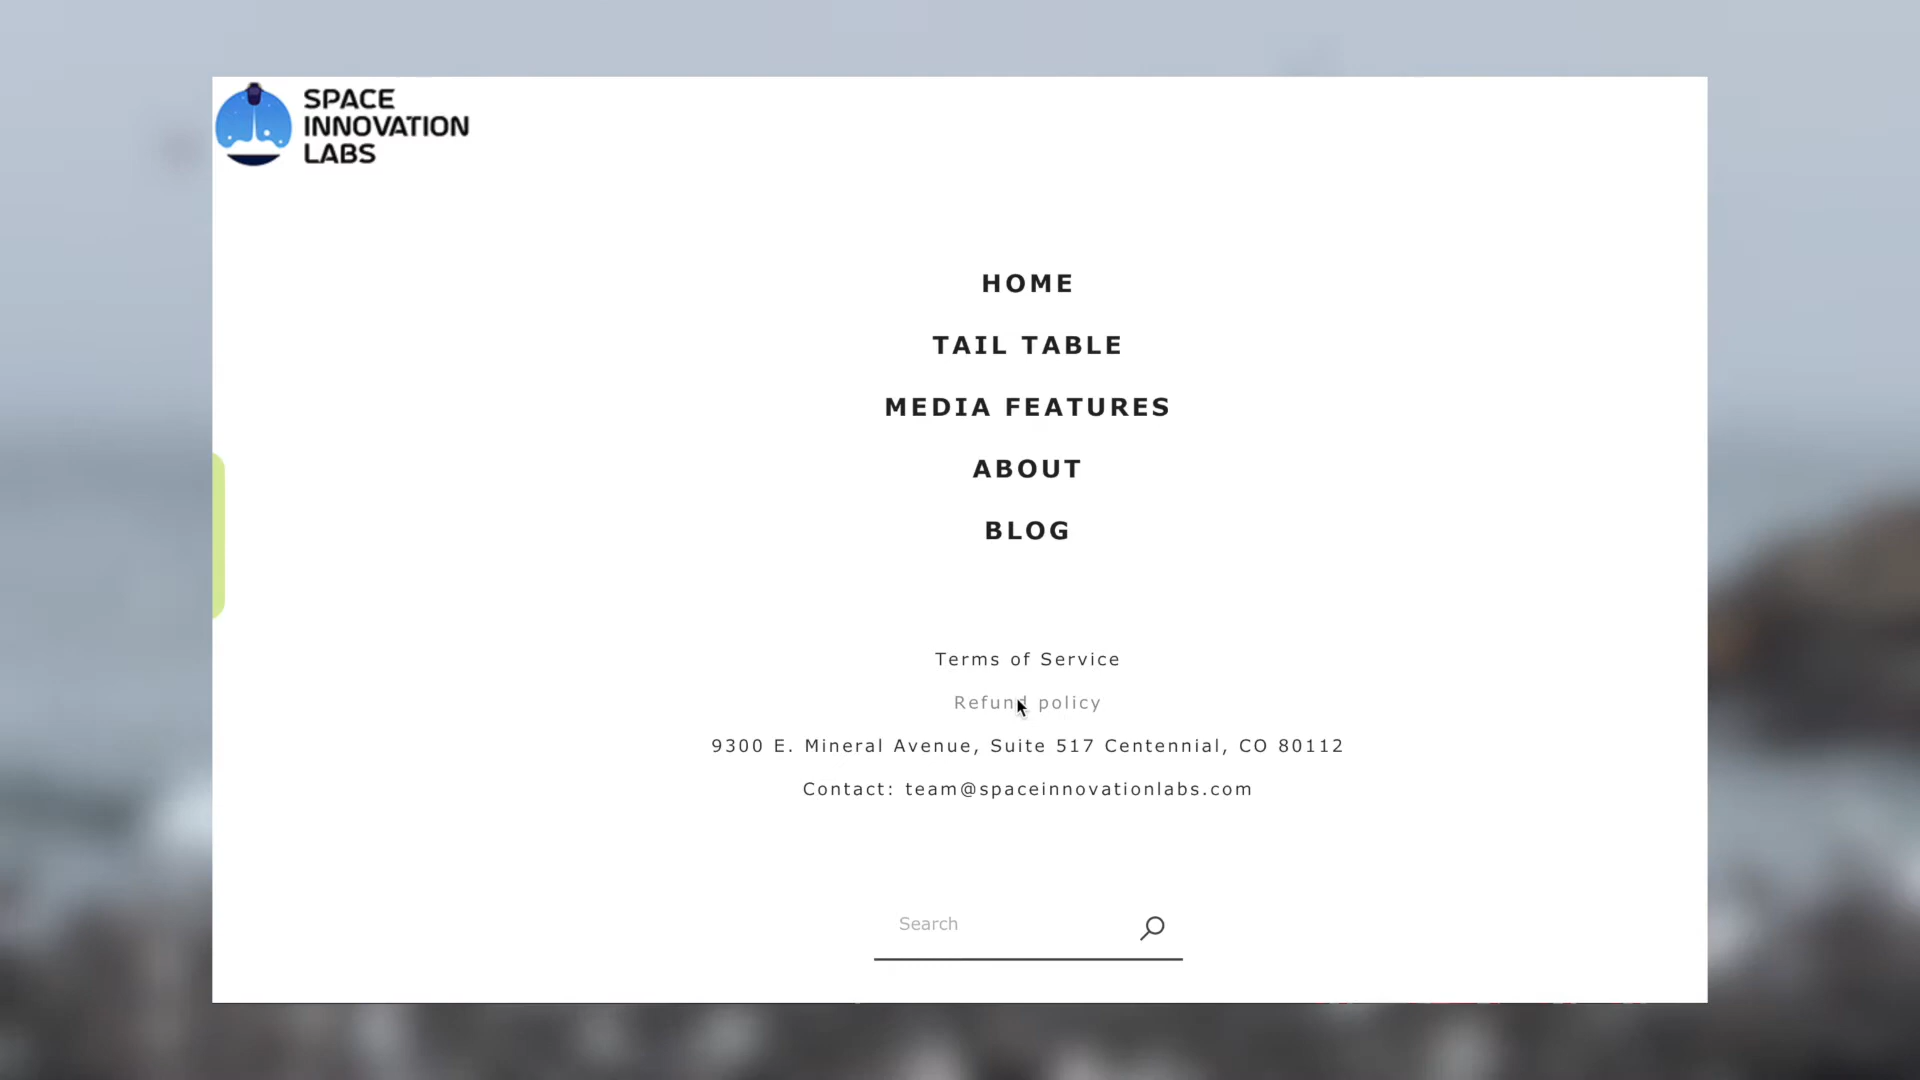 SPACE
INNOVATION
LABS
HOME
TAIL TABLE
MEDIA FEATURES
ABOUT
BLOG
Terms of Service
Refund policy
9300 E. Mineral Avenue, Suite 517 Centennial, CO 80112
Contact: team@spaceinnovationlabs.com
Search